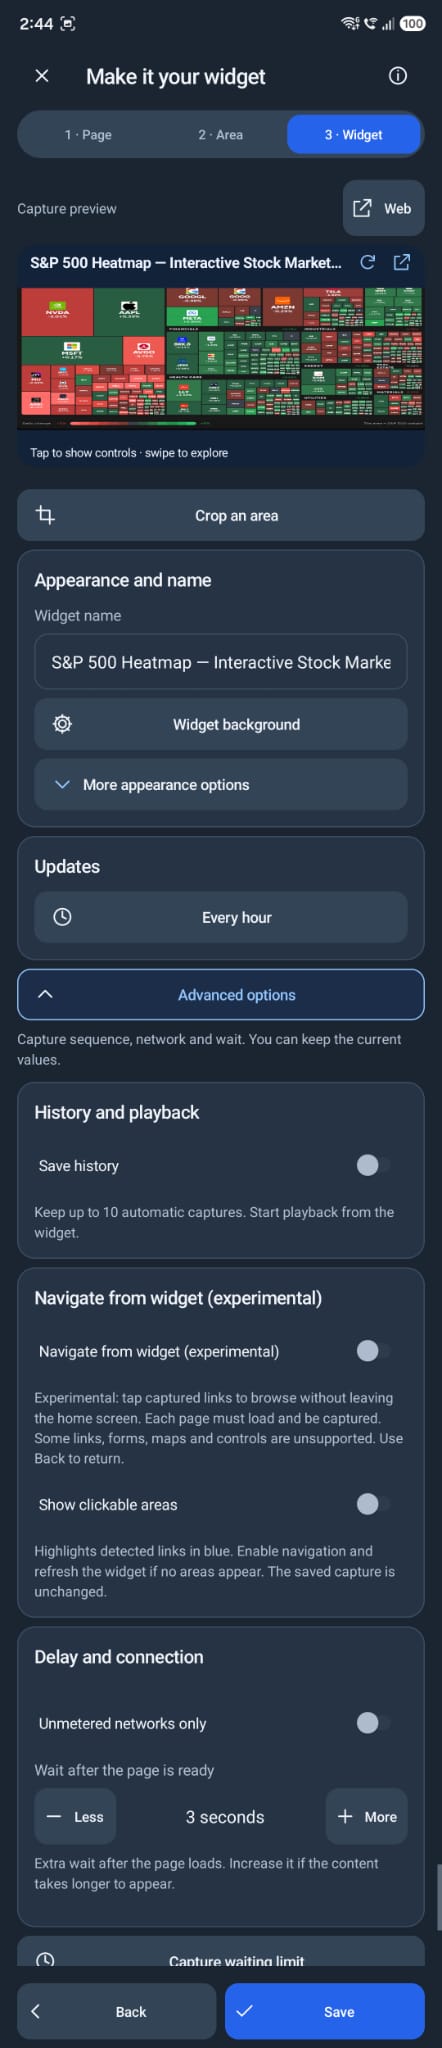 2:44
100
Make it your widget
1 · Page
2 · Area
3 · Widget
Capture preview
Web
S&P 500 Heatmap — Interactive Stock Market...
GOOGL
GOOG
NVDA
AAPL
META
AMZN
TSLA
MSFT
AVGO
FINANCIALS
HEALTH CARE
Tap to show controls · swipe to explore
Crop an area
Appearance and name
Widget name
S&P 500 Heatmap — Interactive Stock Marke
Widget background
More appearance options
Updates
Every hour
Advanced options
Capture sequence, network and wait. You can keep the current
values.
History and playback
Save history
Keep up to 10 automatic captures. Start playback from the
widget.
Navigate from widget (experimental)
Navigate from widget (experimental)
Experimental: tap captured links to browse without leaving
the home screen. Each page must load and be captured.
Some links, forms, maps and controls are unsupported. Use
Back to return.
Show clickable areas
Highlights detected links in blue. Enable navigation and
refresh the widget if no areas appear. The saved capture is
unchanged.
Delay and connection
Unmetered networks only
Wait after the page is ready
Less
3 seconds
More
Extra wait after the page loads. Increase it if the content
takes longer to appear.
Capture waiting limit
Back
Save